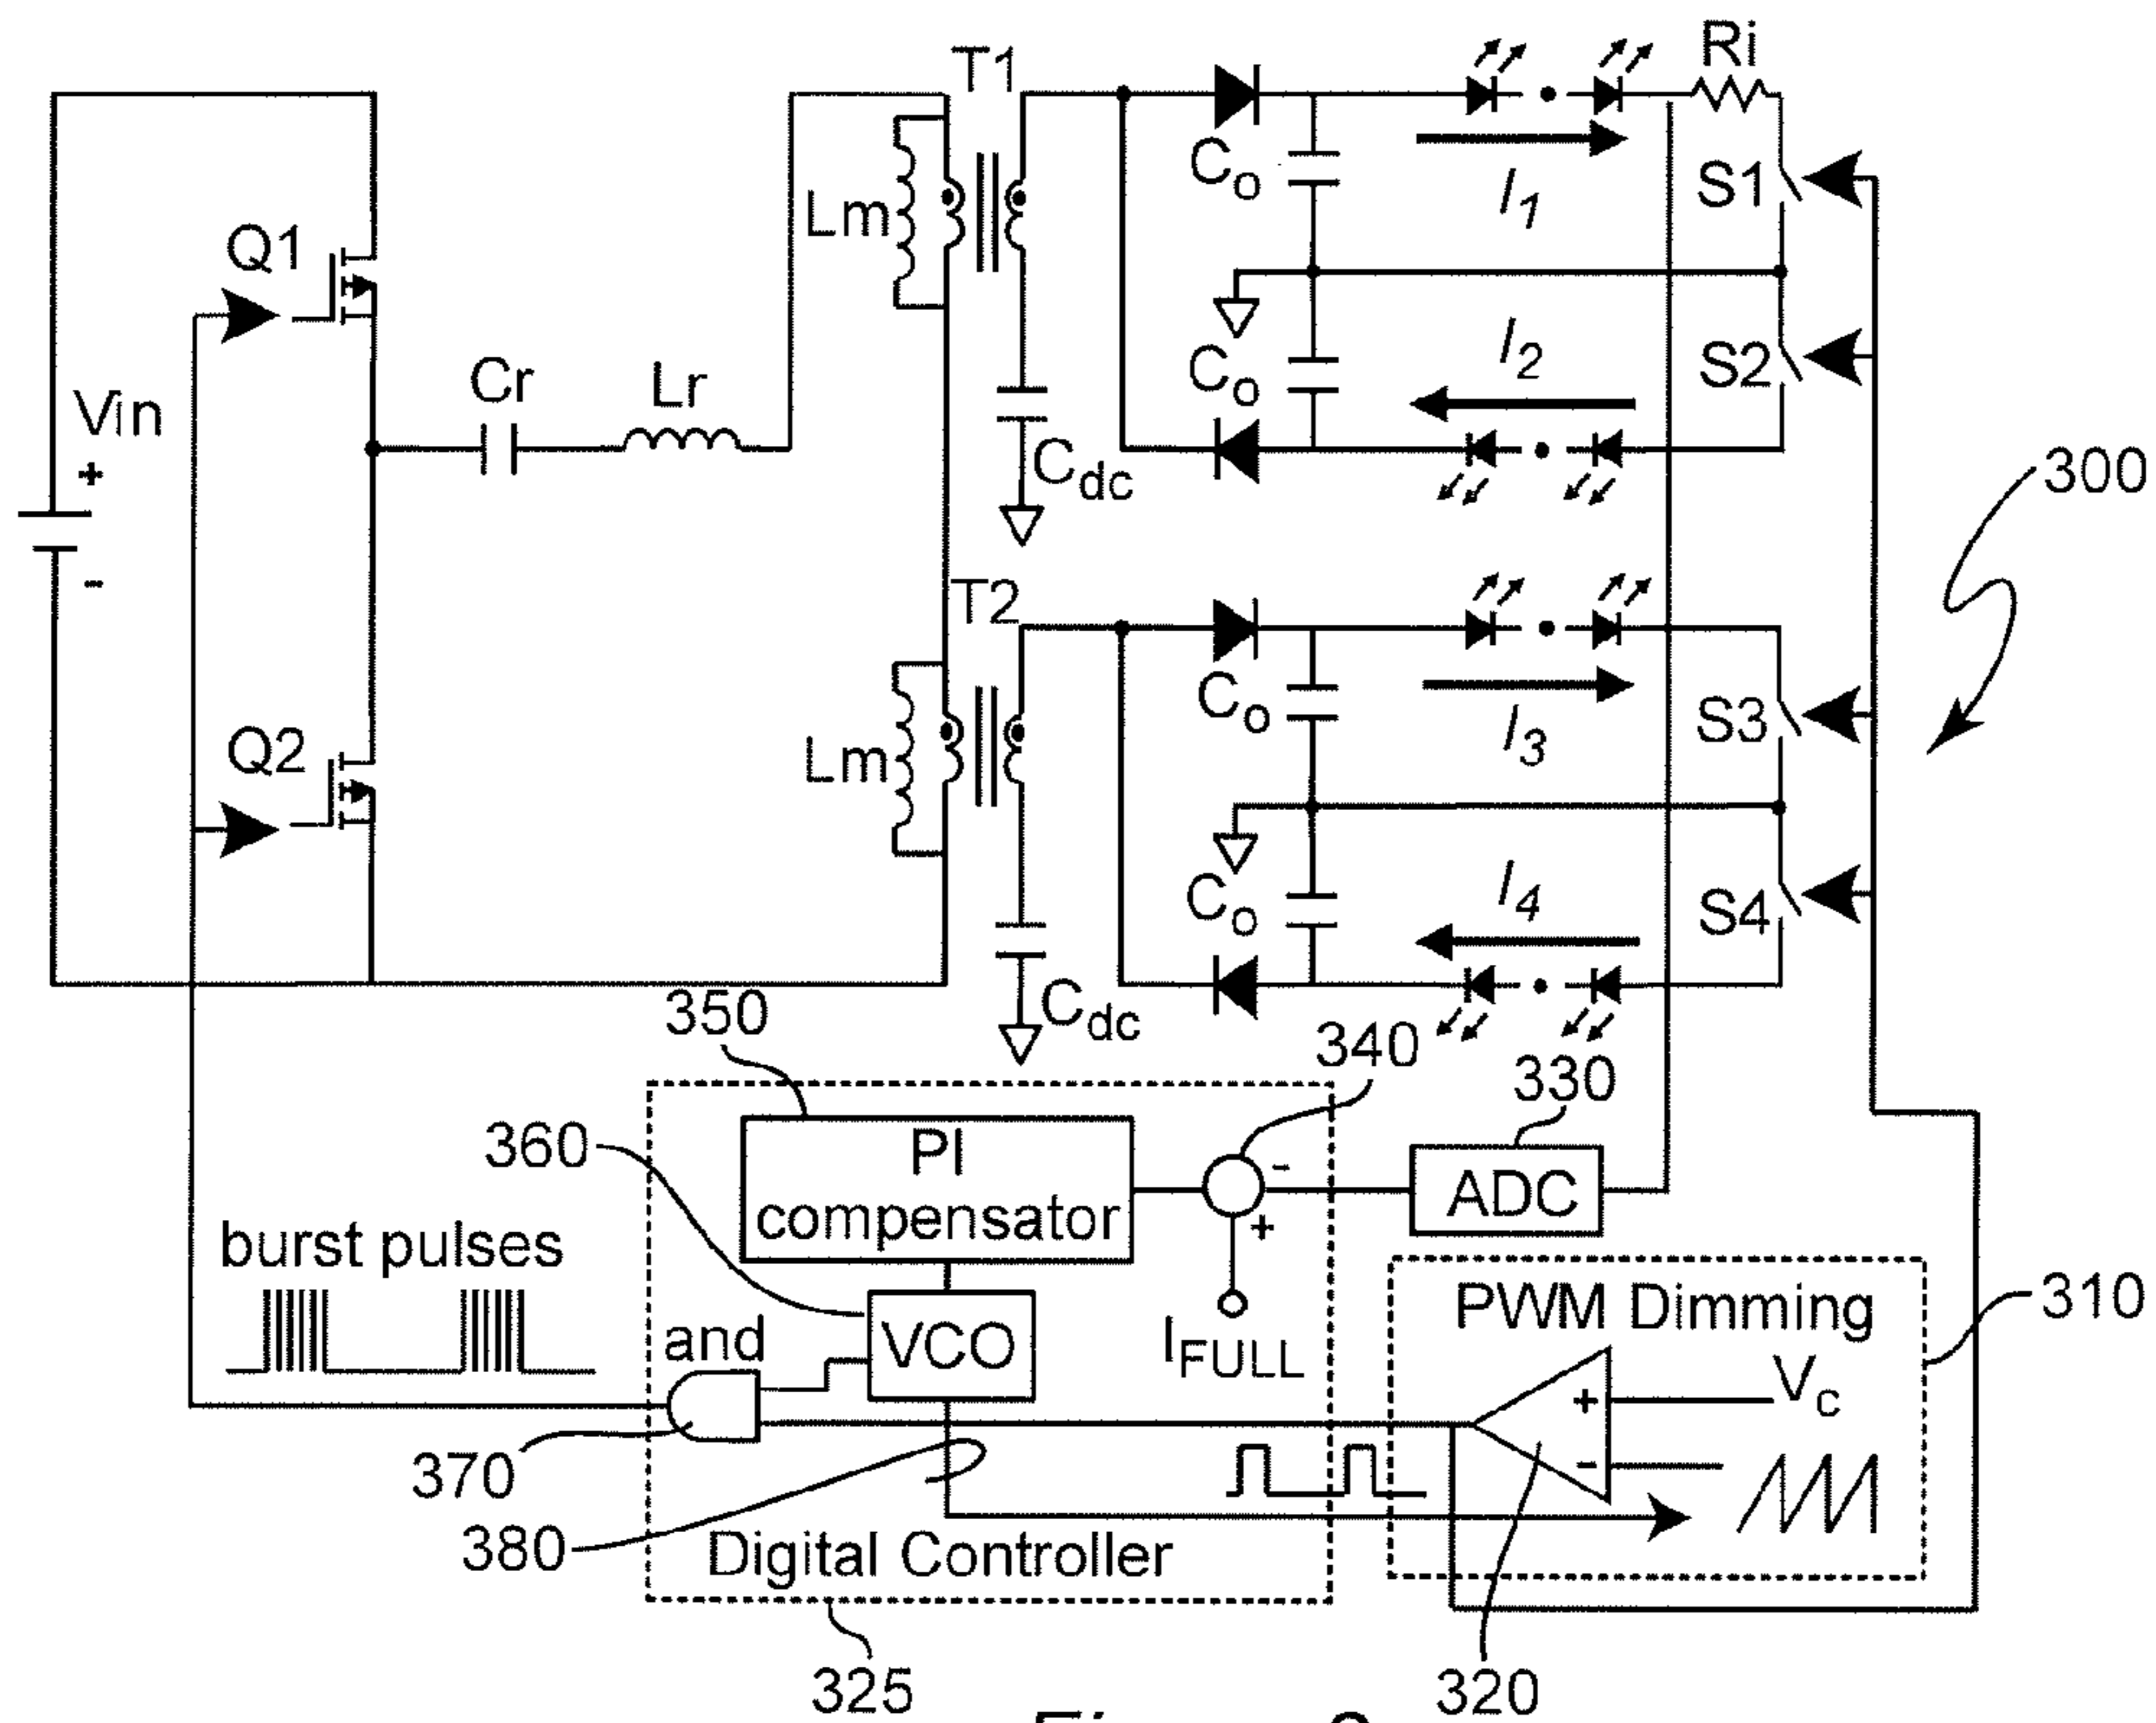 T1
Ri
Lm
Co
I1
S1
Q1
Vin
+
-
Cr
Lr
Co
I2
S2
Cdc
300
T2
Q2
Lm
Co
I3
S3
Co
I4
S4
Cdc
350
340
330
360
PI
compensator
-
+
ADC
burst pulses
and
VCO
IFULL
PWM Dimming
310
+
Vc
-
370
380
Digital Controller
325
320